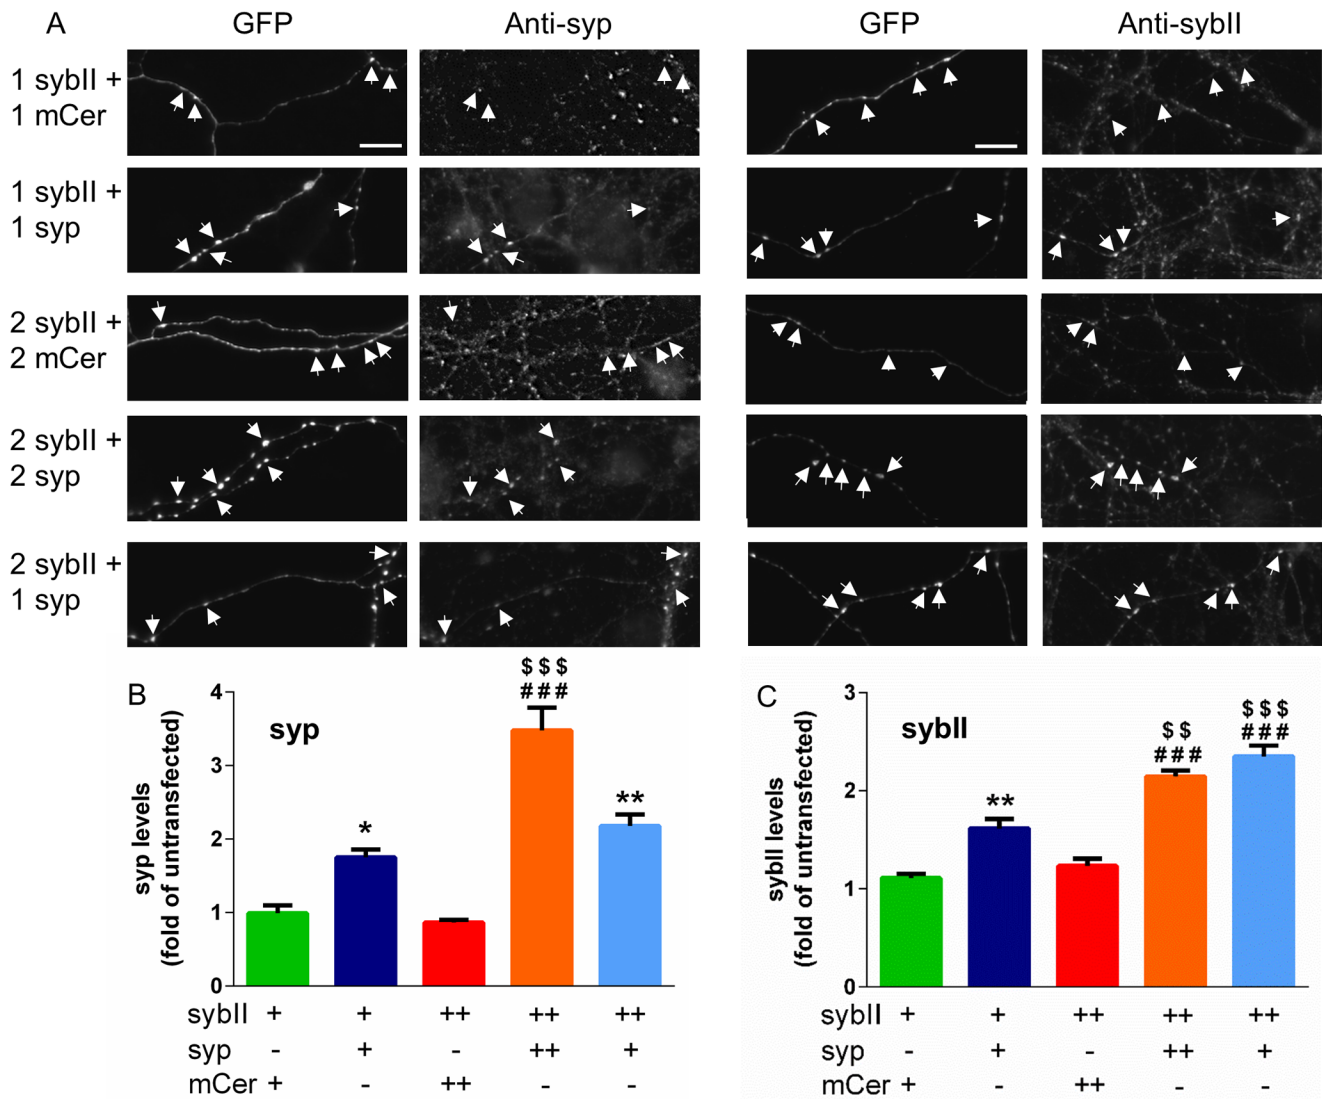 A GFP Anti-syp GFP Anti-sybII
1 sybII +
1 mCer
1 sybII +
1 syp
2 sybII +
2 mCer
2 sybII +
2 syp
2 sybII +
1 syp
B
syp
syp levels
(fold of untransfected)
4
3
2
1
0
*
$ $ $
# # #
**
sybII + + ++ ++ ++
syp - + - ++ +
mCer + - ++ - -
C
sybII
sybII levels
(fold of untransfected)
3
2
1
0
**
$ $
# # #
$ $ $
# # #
sybII + + ++ ++ ++
syp - + - ++ +
mCer + - ++ - -